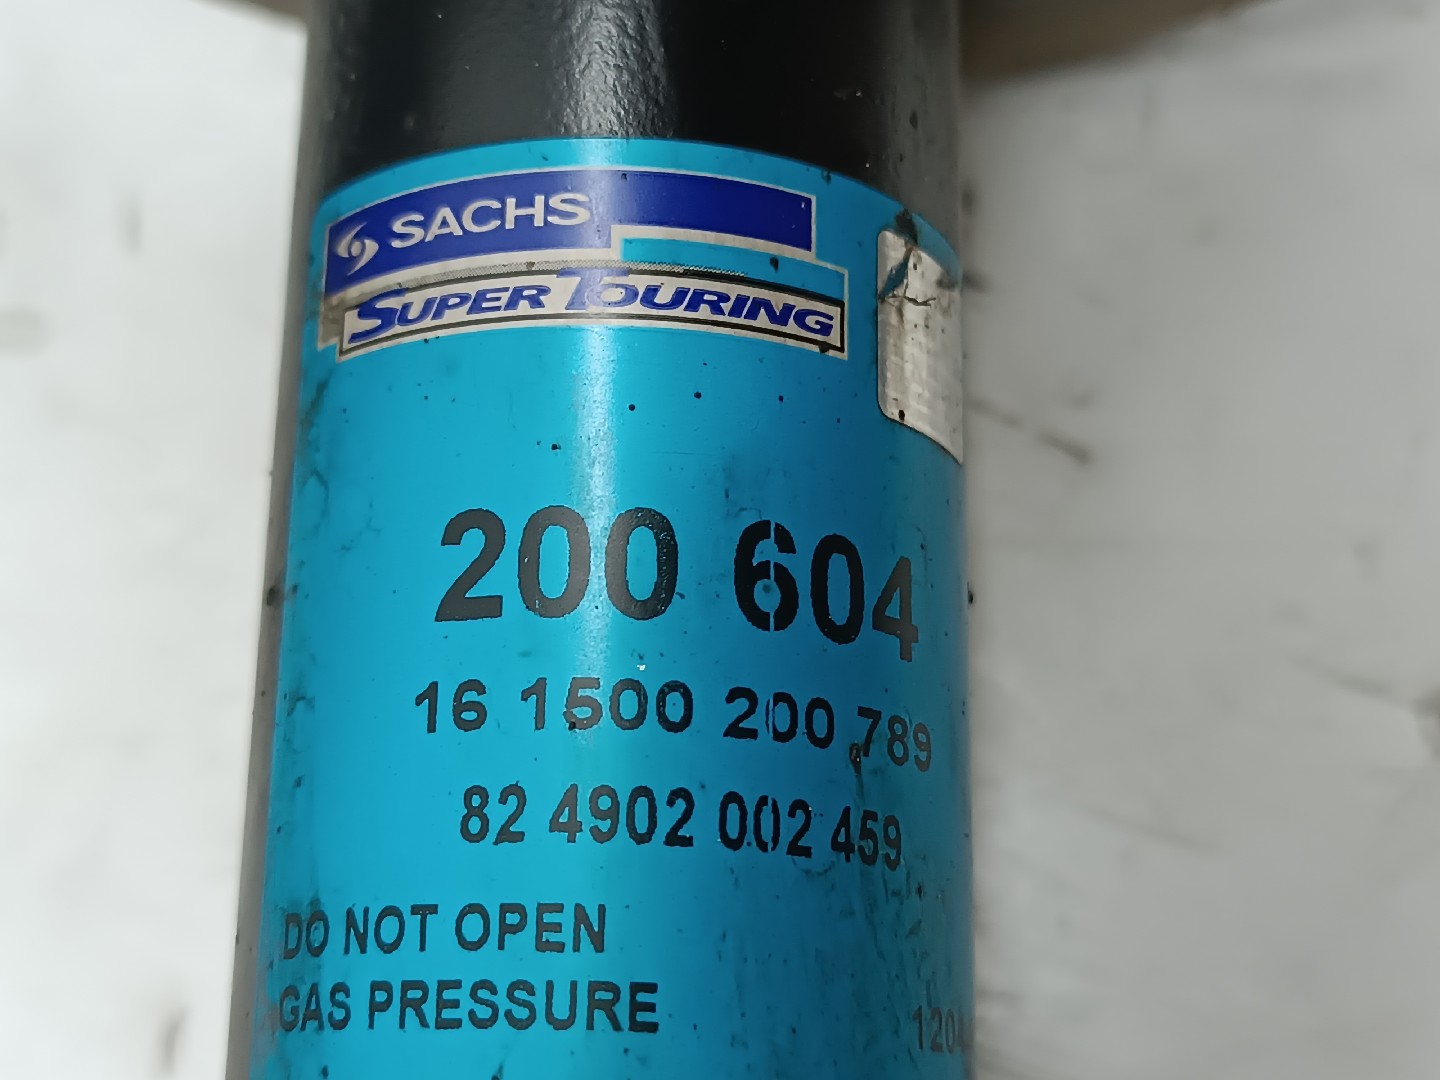 SACHS
SUPER TOURING
200 604
16 1500 200 789
82 4902 002 459
DO NOT OPEN
GAS PRESSURE